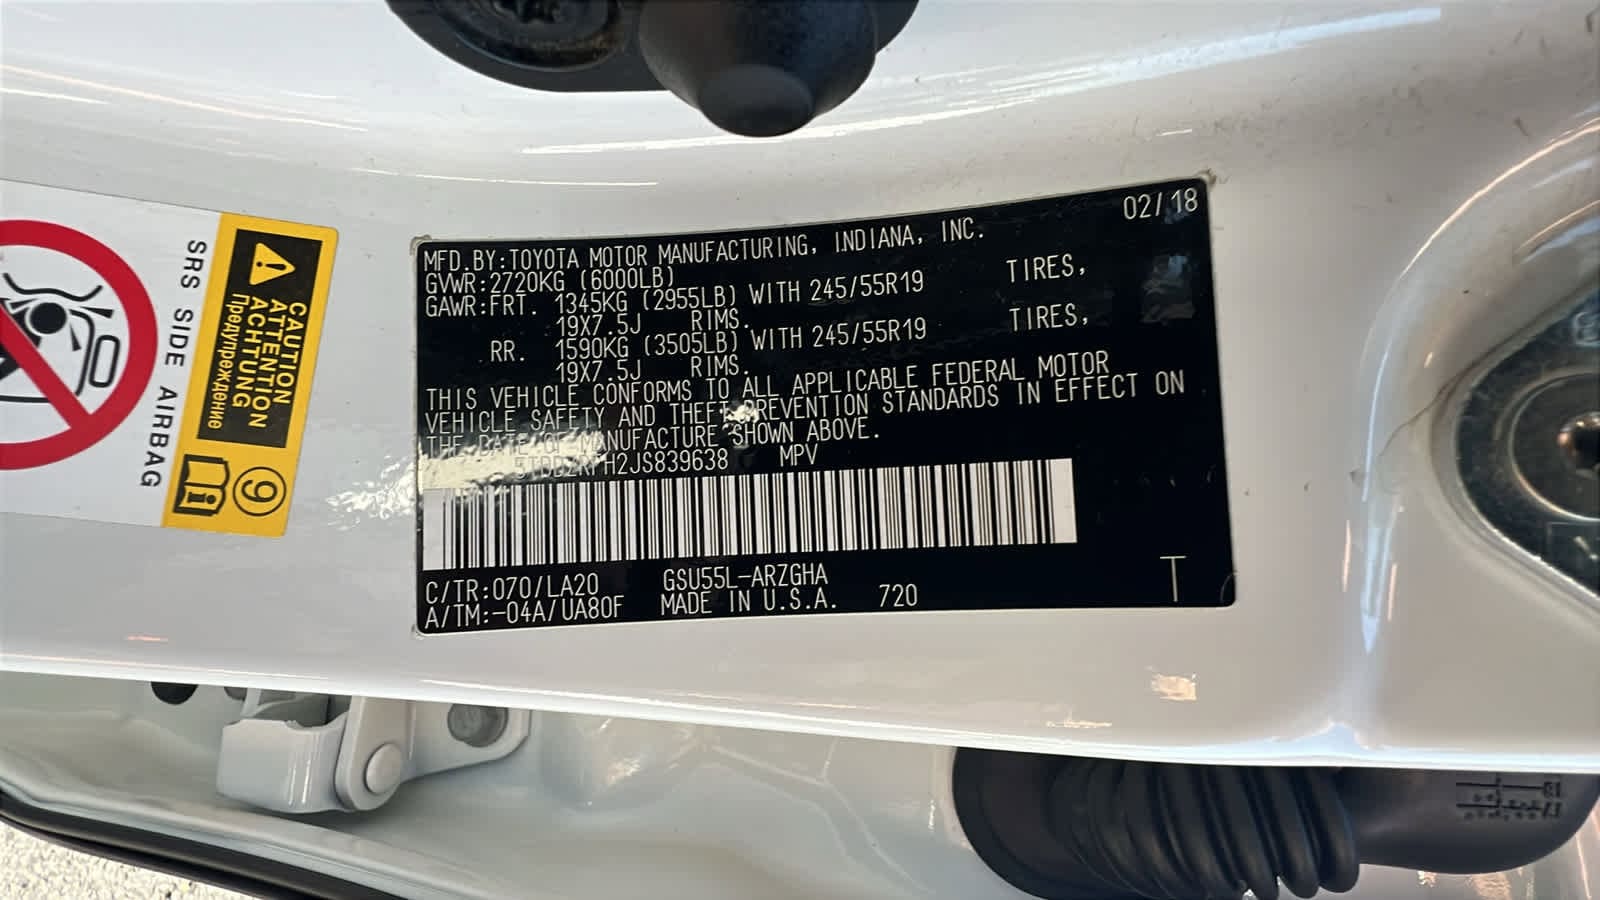 SRS SIDE AIRBAG
CAUTION
ATTENTION
ACHTUNG
Предупреждение
9
02/18
MFD.BY:TOYOTA MOTOR MANUFACTURING, INDIANA, INC.
GVWR:2720KG (6000LB)
GAWR:FRT. 1345KG (2955LB) WITH 245/55R19 TIRES,
19X7.5J RIMS.
RR. 1590KG (3505LB) WITH 245/55R19 TIRES,
19X7.5J RIMS.
THIS VEHICLE CONFORMS TO ALL APPLICABLE FEDERAL MOTOR
VEHICLE SAFETY AND THEFT PREVENTION STANDARDS IN EFFECT ON
THE DATE OF MANUFACTURE SHOWN ABOVE.
MPV
C/TR:070/LA20 GSU55L-ARZGHA
A/TM:-04A/UA80F MADE IN U.S.A. 720
T